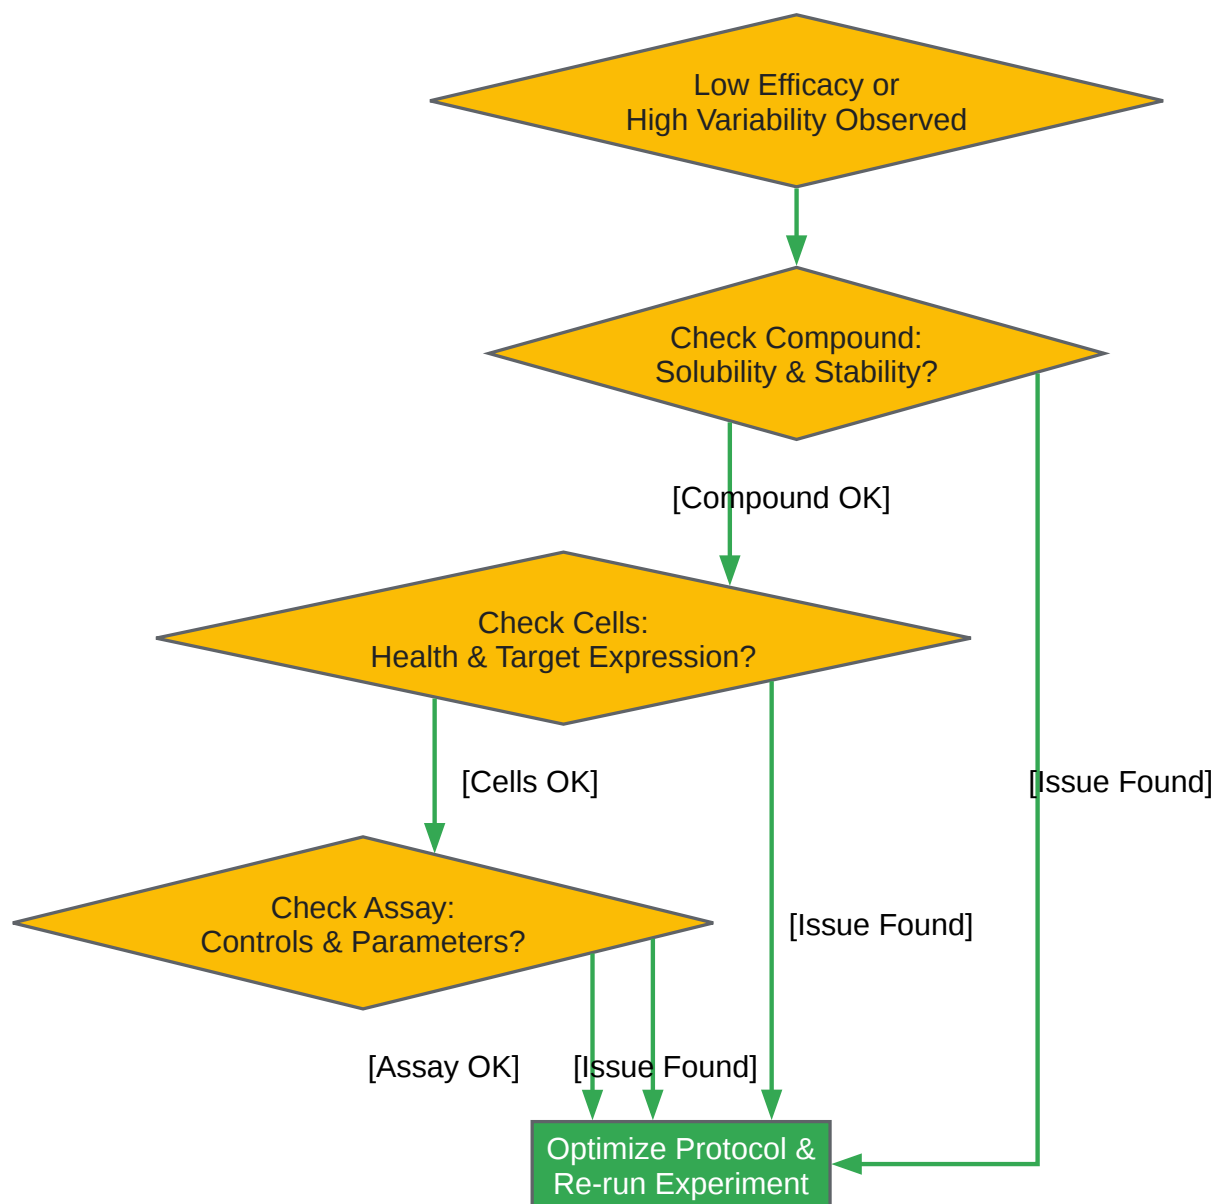 Low Efficacy or
High Variability Observed
Check Compound:
Solubility & Stability?
[Compound OK]
Check Cells:
Health & Target Expression?
[Cells OK]
[Issue Found]
Check Assay:
Controls & Parameters?
[Issue Found]
[Assay OK]
[Issue Found]
Optimize Protocol &
Re-run Experiment